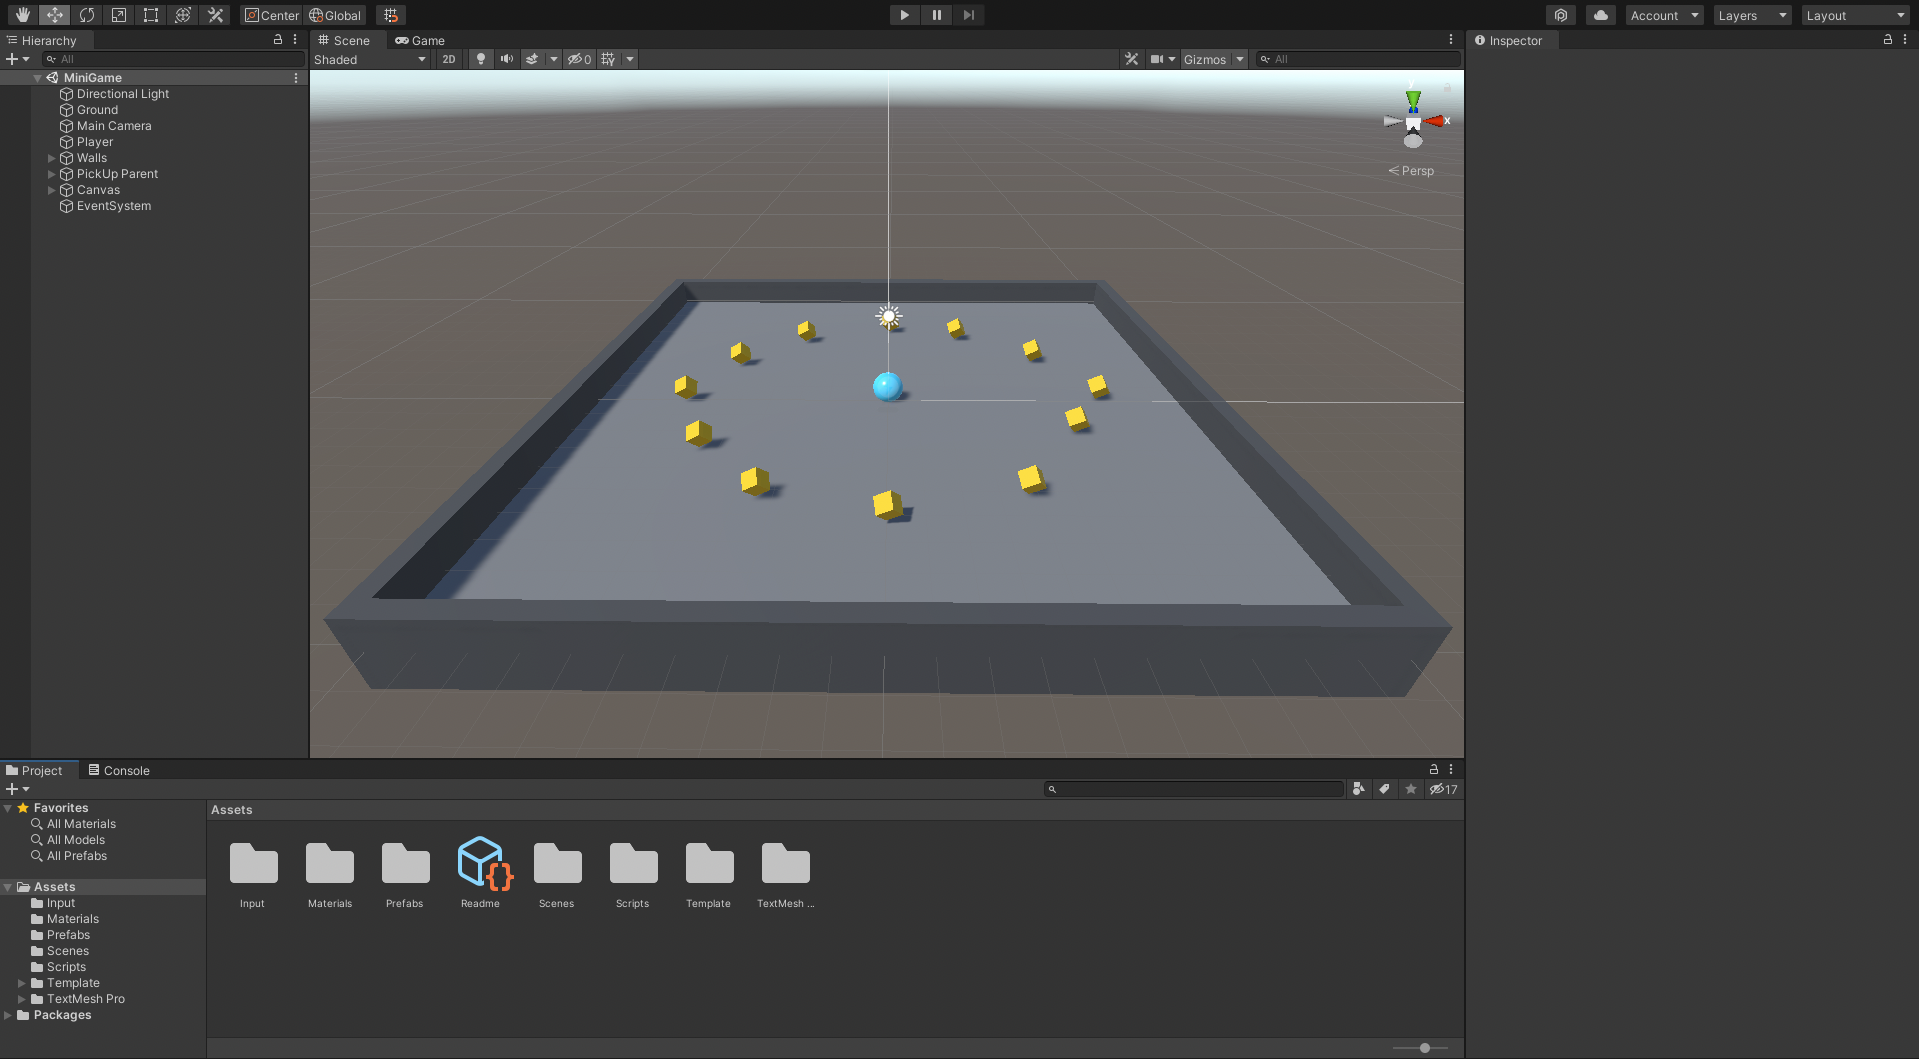 Center Global
Account Layers Layout
Hierarchy
All
MiniGame
Directional Light
Ground
Main Camera
Player
Walls
PickUp Parent
Canvas
EventSystem
Scene Game
Shaded 2D 0 Gizmos All
x
Persp
Inspector
Project Console
17
Favorites
All Materials
All Models
All Prefabs
Assets
Input
Materials
Prefabs
Scenes
Scripts
Template
TextMesh Pro
Packages
Assets
Input Materials Prefabs Readme Scenes Scripts Template TextMesh ...